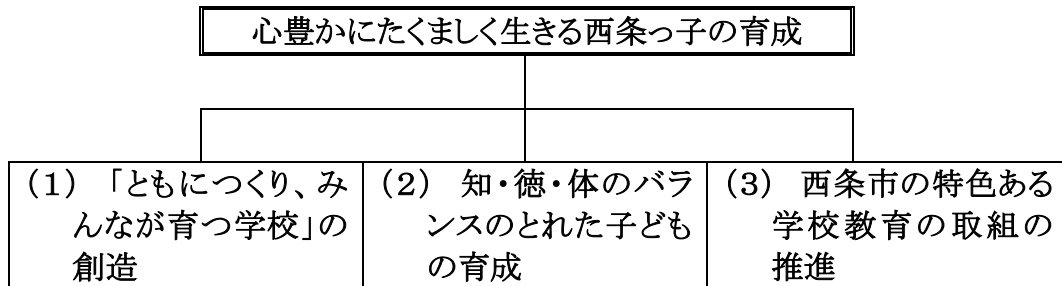 心豊かにたくましく生きる西条っ子の育成
(1) 「ともにつくり、み
んなが育つ学校」の
創造
(2) 知・徳・体のバラ
ンスのとれた子ども
の育成
(3) 西条市の特色ある
学校教育の取組の
推進